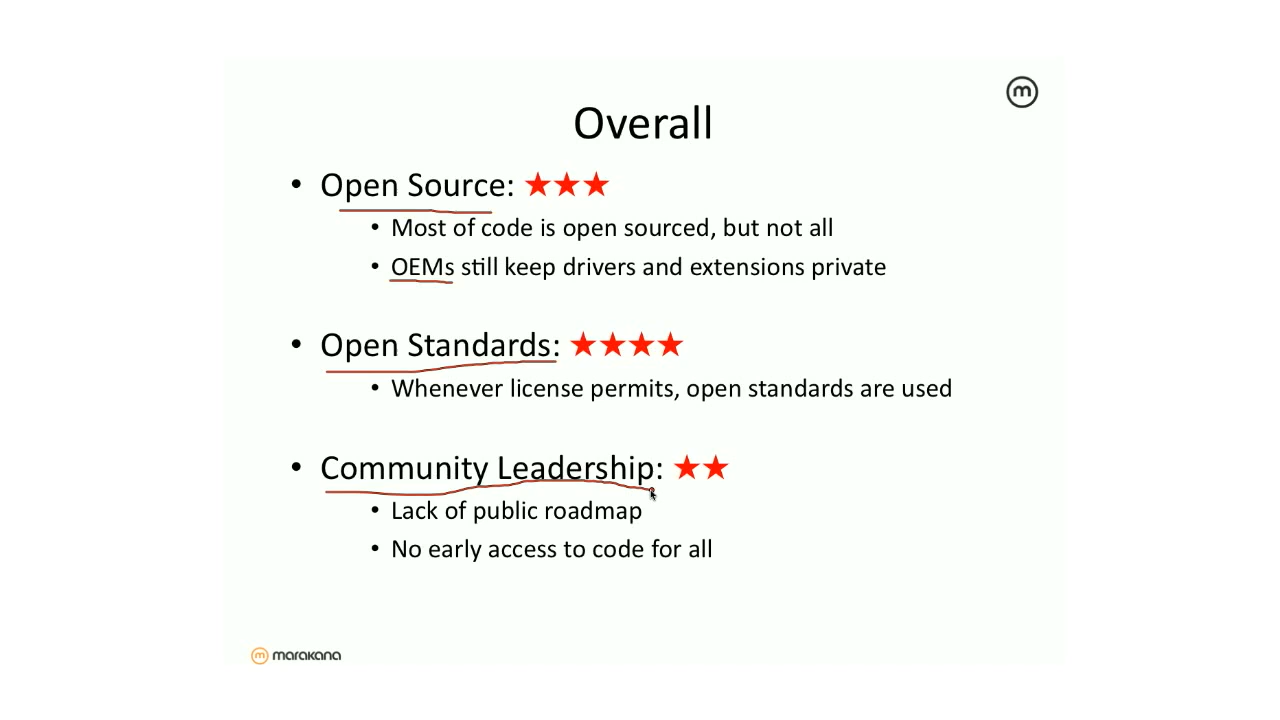 m
Overall
• Open Source: ★★★
• Most of code is open sourced, but not all
• OEMs still keep drivers and extensions private
• Open Standards: ★★★★
• Whenever license permits, open standards are used
• Community Leadership: ★★
• Lack of public roadmap
• No early access to code for all
m marakana